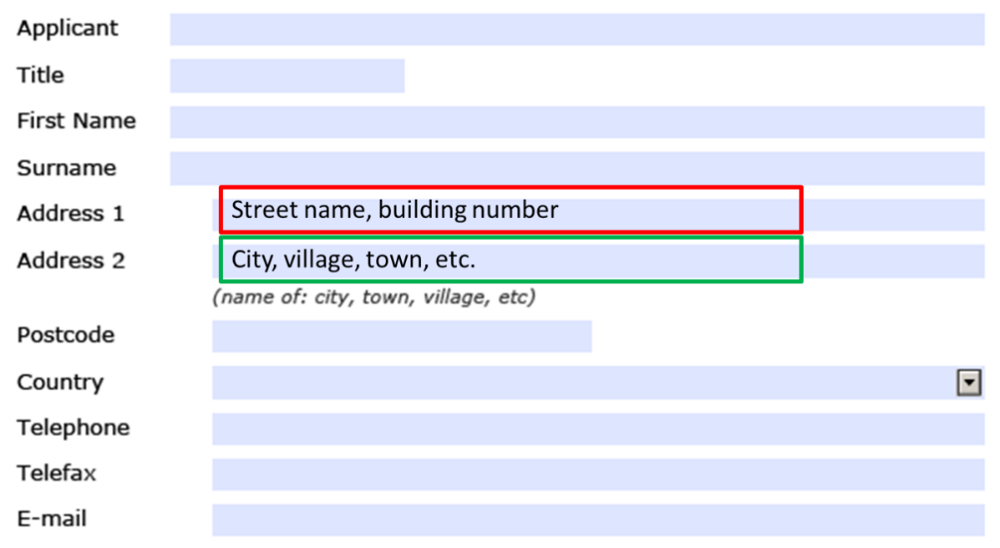 Applicant
Title
First Name
Surname
Address 1 Street name, building number
Address 2 City, village, town, etc.
(name of: city, town, village, etc)
Postcode
Country
Telephone
Telefax
E-mail